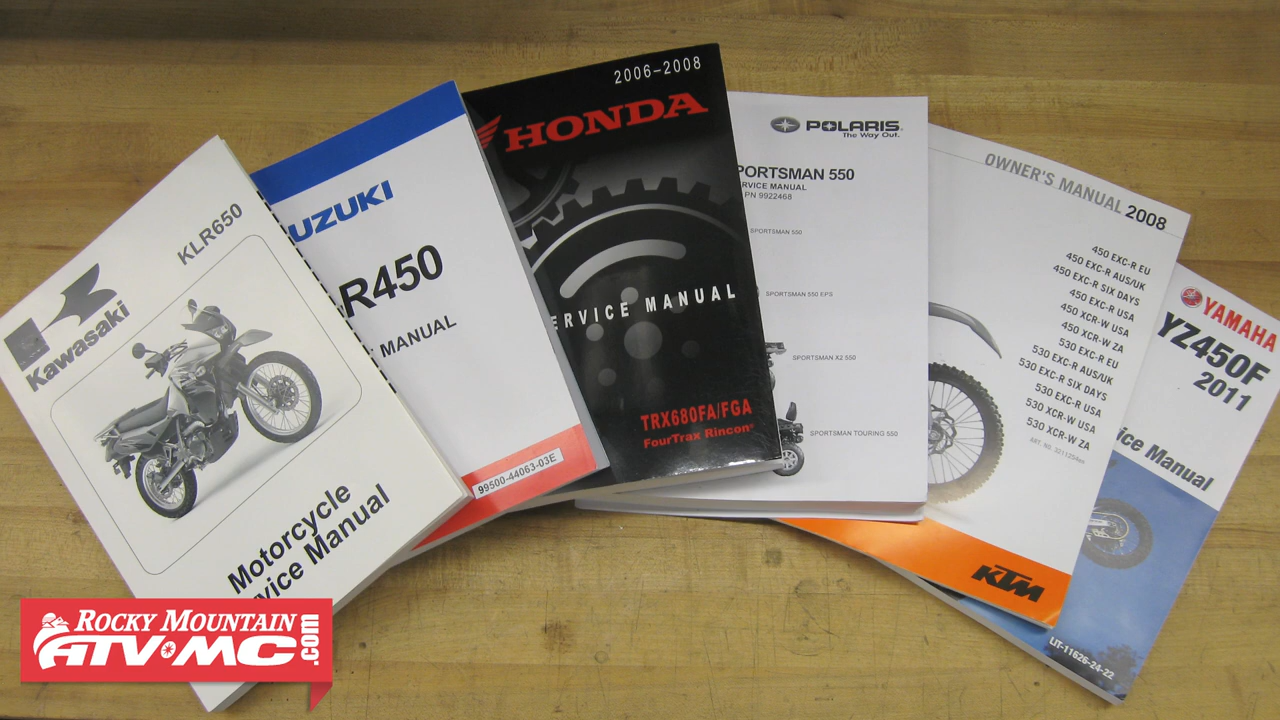 Kawasaki
KLR650
Motorcycle
vice Manual
UZUKI
R450
MANUAL
99500-44063-03E
2006-2008
HONDA
ERVICE MANUAL
TRX680FA/FGA
FourTrax Rincon®
POLARIS®
The Way Out.
PORTSMAN 550
RVICE MANUAL
PN 9922468
SPORTSMAN 550
SPORTSMAN 550 EPS
SPORTSMAN X2 550
SPORTSMAN TOURING 550
OWNER'S MANUAL 2008
450 EXC-R EU
450 EXC-R AUS/UK
450 EXC-R SIX DAYS
450 EXC-R USA
450 XCR-W USA
450 XCR-W ZA
530 EXC-R EU
530 EXC-R AUS/UK
530 EXC-R SIX DAYS
530 EXC-R USA
530 XCR-W USA
530 XCR-W ZA
KTM
YAMAHA
YZ450F
2011
ice Manual
LIT-11626-24-22
ROCKY MOUNTAIN
ATV MC.com